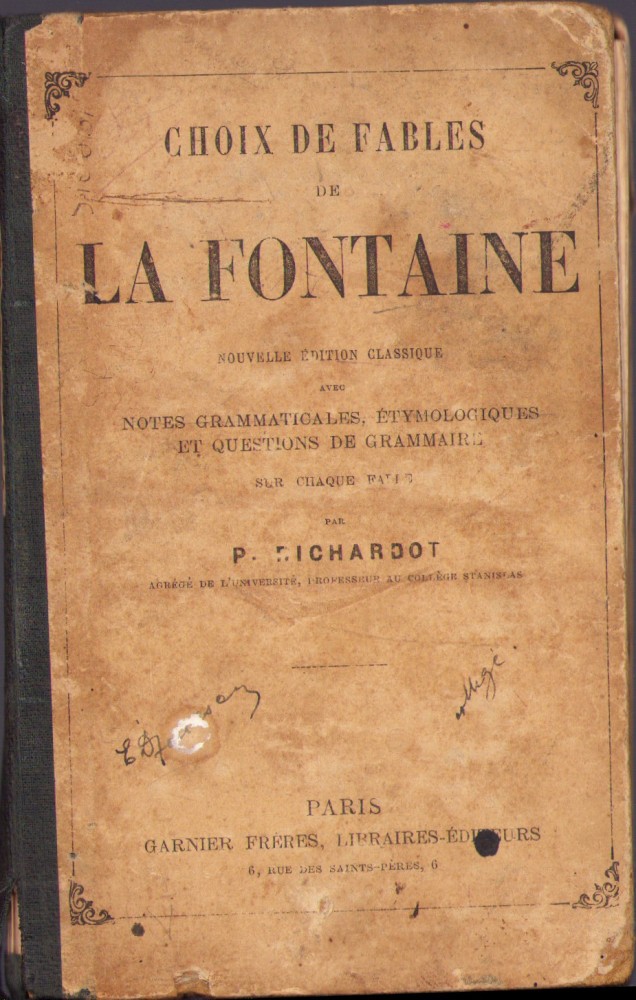 CHOIX DE FABLES
DE
LA FONTAINE
NOUVELLE ÉDITION CLASSIQUE
AVEC
NOTES GRAMMATICALES, ÉTYMOLOGIQUES
ET QUESTIONS DE GRAMMAIRE
SUR CHAQUE FABLE
PAR
P. RICHARDOT
AGRÉGÉ DE L'UNIVERSITÉ, PROFESSEUR AU COLLÈGE STANISLAS
collége
PARIS
GARNIER FRÈRES, LIBRAIRES-ÉDITEURS
6, RUE DES SAINTS-PÈRES, 6